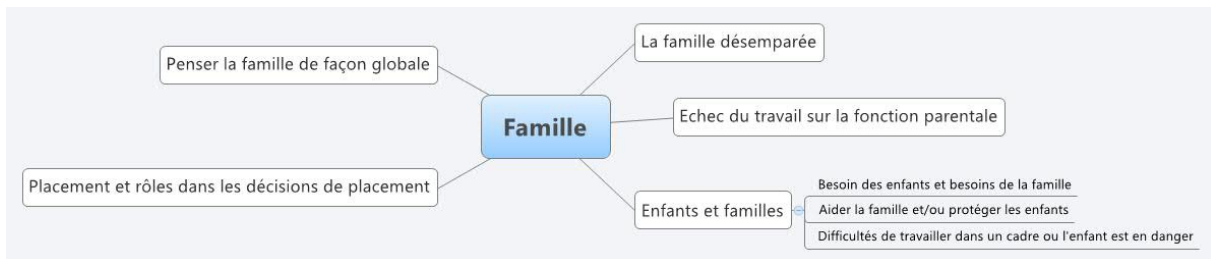 La famille désemparée
Penser la famille de façon globale
Echec du travail sur la fonction parentale
Famille
Placement et rôles dans les décisions de placement
Enfants et familles
Besoin des enfants et besoins de la famille
Aider la famille et/ou protéger les enfants
Difficultés de travailler dans un cadre ou l'enfant est en danger